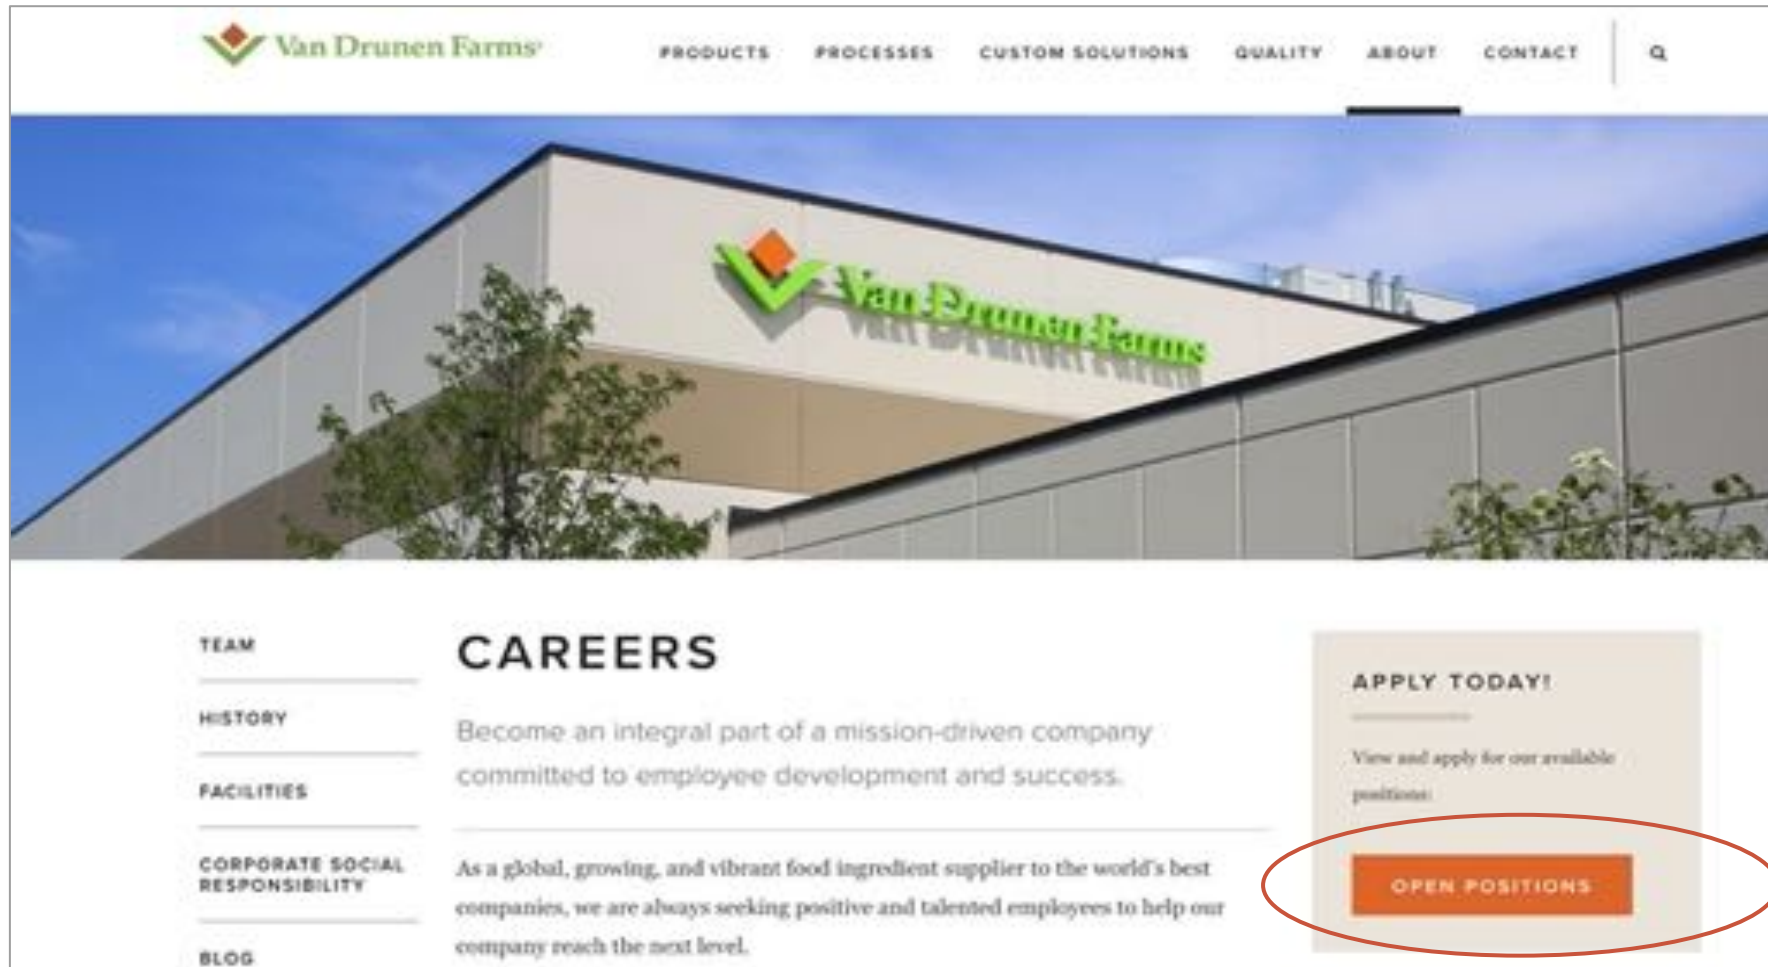 Van Drunen Farms®
PRODUCTS PROCESSES CUSTOM SOLUTIONS QUALITY ABOUT CONTACT
Van Drunen Farms
TEAM
HISTORY
FACILITIES
CORPORATE SOCIAL
RESPONSIBILITY
BLOG
CAREERS
Become an integral part of a mission-driven company
committed to employee development and success.
As a global, growing, and vibrant food ingredient supplier to the world's best
companies, we are always seeking positive and talented employees to help our
company reach the next level.
APPLY TODAY!
View and apply for our available
positions:
OPEN POSITIONS